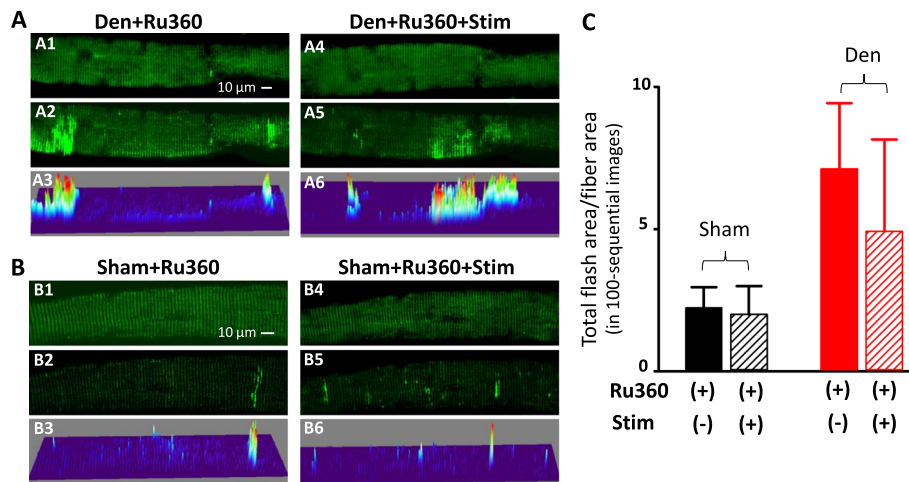 A
Den+Ru360
Den+Ru360+Stim
A1
10 µm
A4
A2
A5
A3
A6
B
Sham+Ru360
Sham+Ru360+Stim
B1
10 µm
B4
B2
B5
B3
B6
C
Total flash area/fiber area
(in 100-sequential images)
10
5
0
Sham
Den
Ru360 (+) (+) (+) (+)
Stim (-) (+) (-) (+)